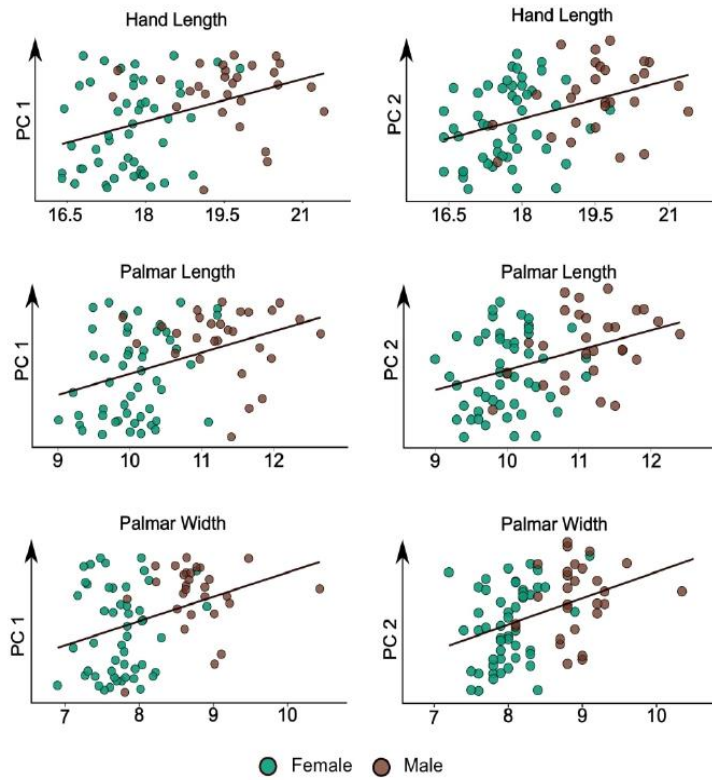 Hand Length
PC 1
16.5 18 19.5 21
Hand Length
PC 2
16.5 18 19.5 21
Palmar Length
PC 1
9 10 11 12
Palmar Length
PC 2
9 10 11 12
Palmar Width
PC 1
7 8 9 10
Palmar Width
PC 2
7 8 9 10
Female Male